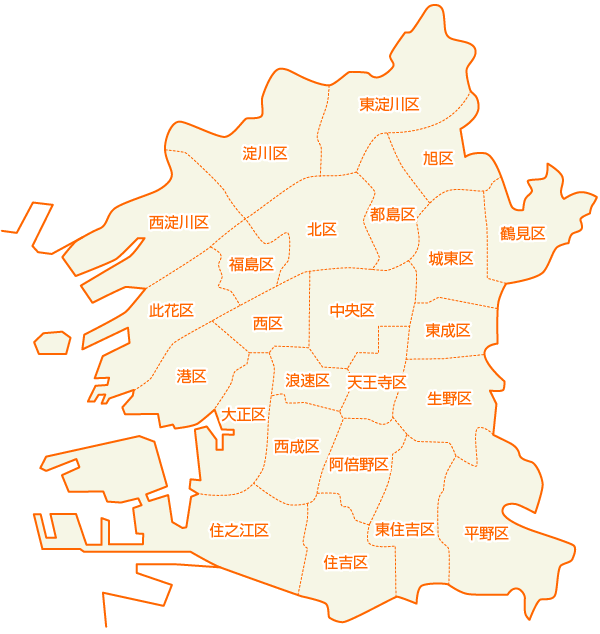 東淀川区
淀川区
旭区
西淀川区
都島区
北区
鶴見区
城東区
福島区
此花区
中央区
西区
東成区
港区
浪速区
天王寺区
生野区
大正区
西成区
阿倍野区
住之江区
東住吉区
平野区
住吉区